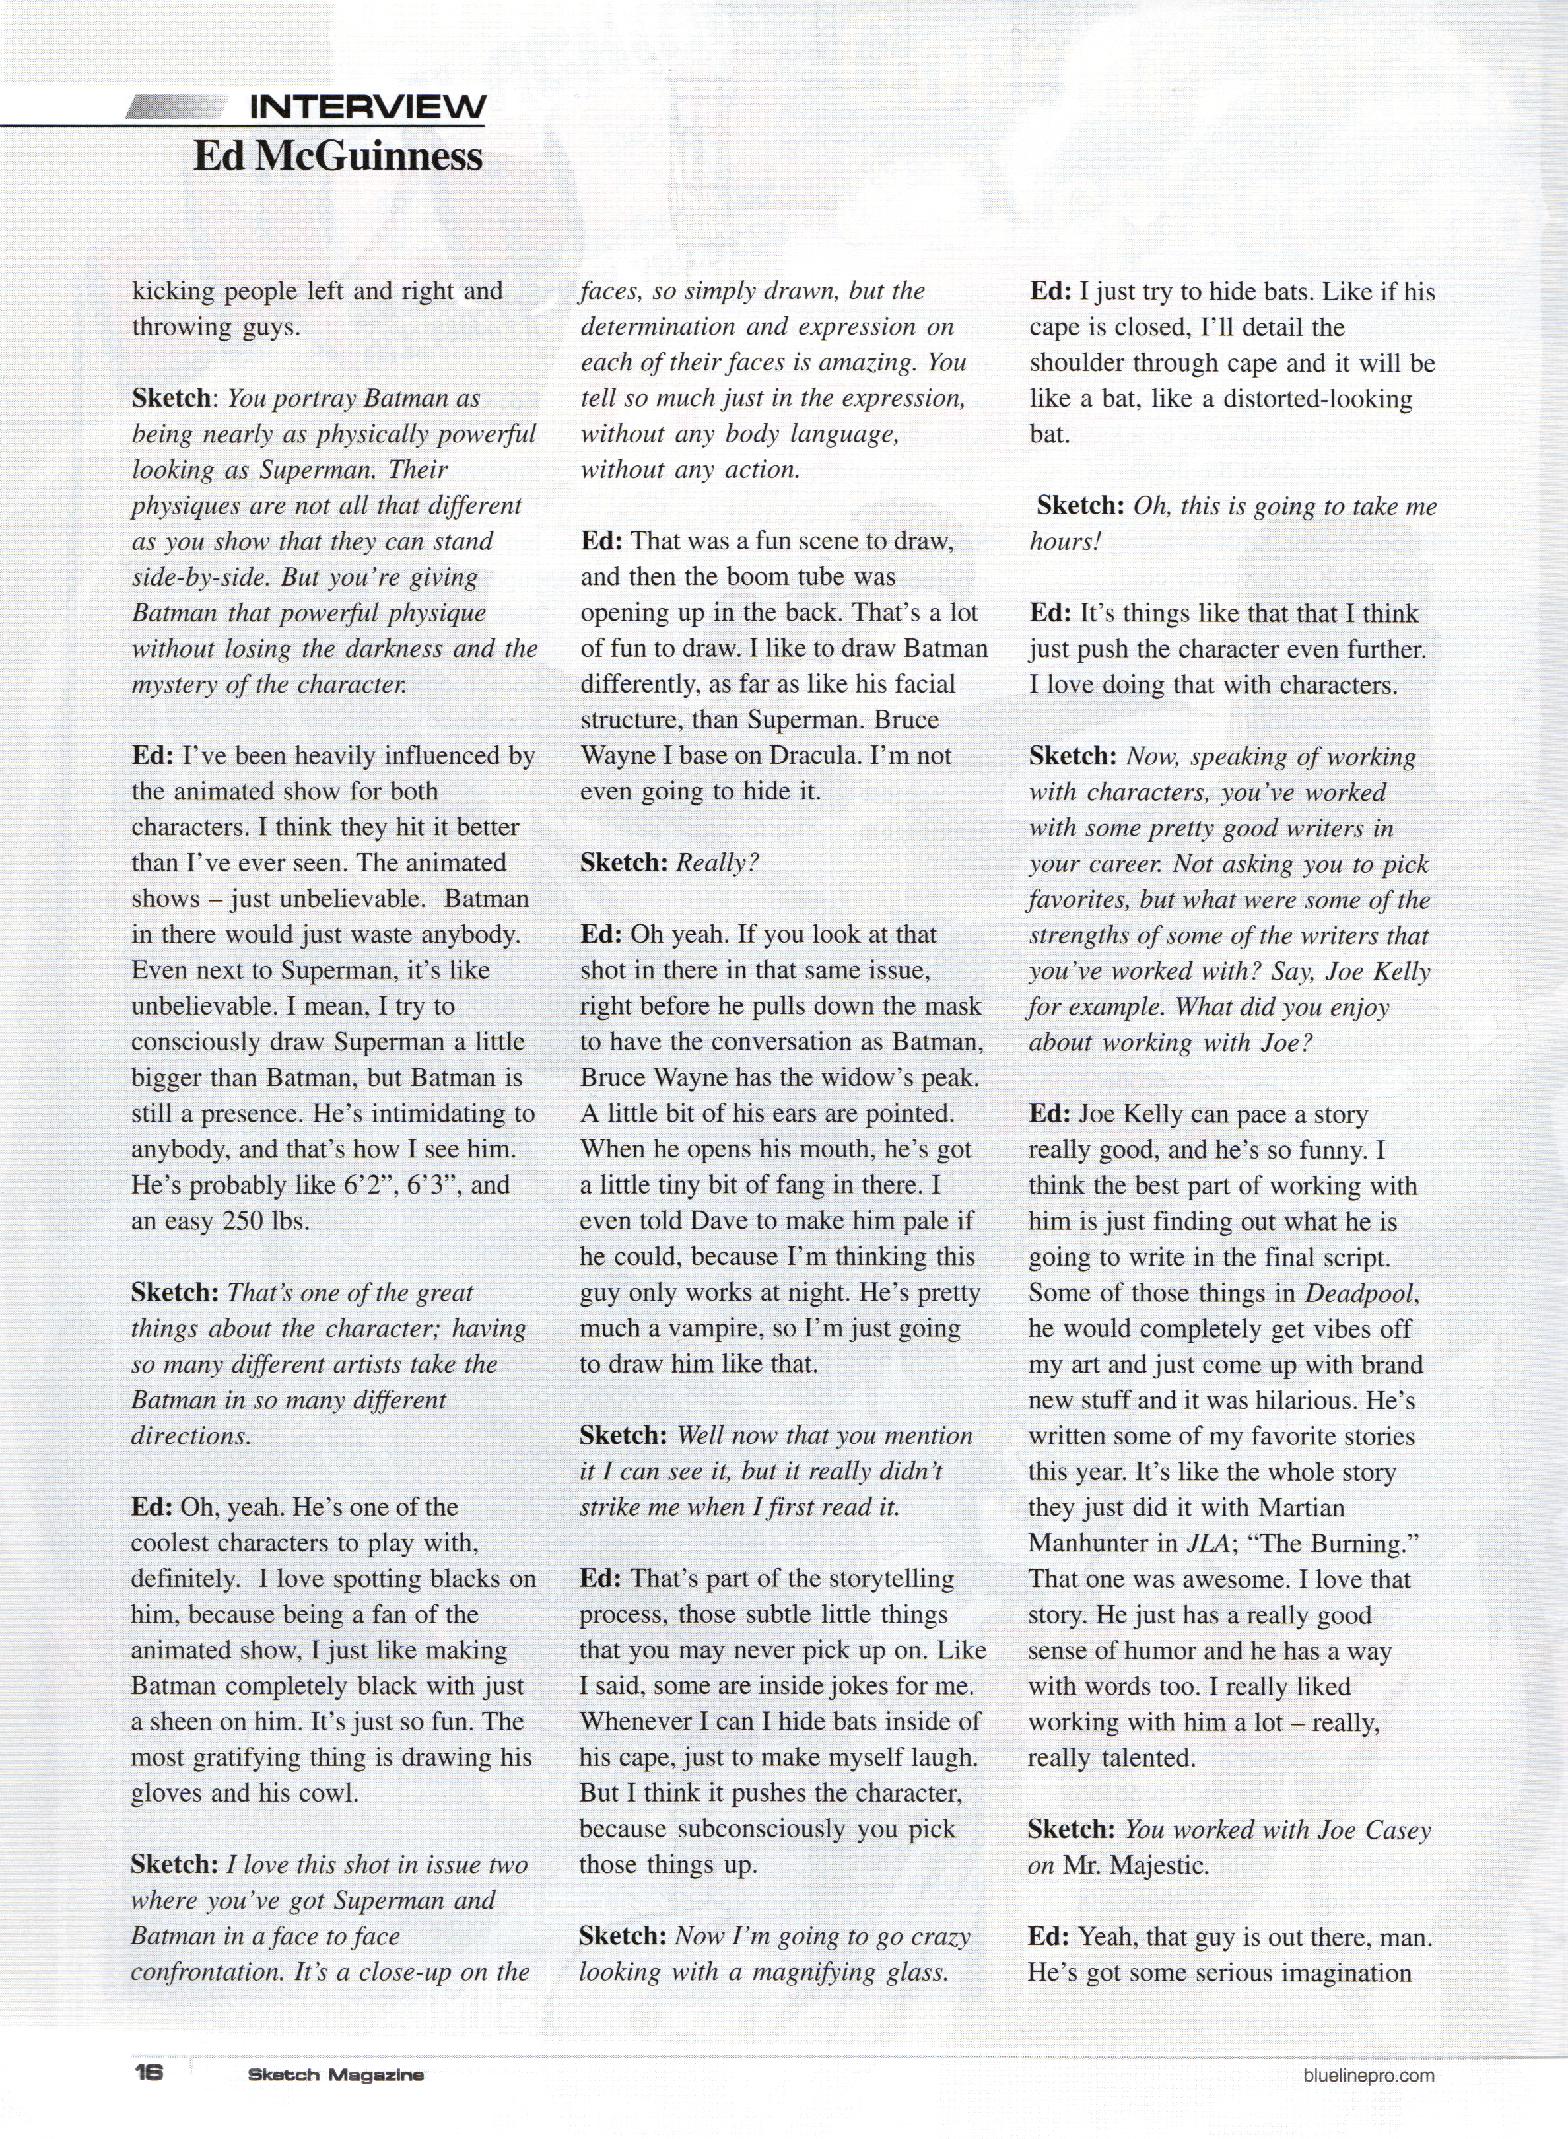 INTERVIEW
Ed McGuinness
kicking people left and right and
throwing guys.
Sketch: You portray Batman as
being nearly as physically powerful
looking as Superman. Their
physiques are not all that different
as you show that they can stand
side-by-side. But you're giving
Batman that powerful physique
without losing the darkness and the
mystery of the character.
Ed: I've been heavily influenced by
the animated show for both
characters. I think they hit it better
than I've ever seen. The animated
shows – just unbelievable. Batman
in there would just waste anybody.
Even next to Superman, it's like
unbelievable. I mean, I try to
consciously draw Superman a little
bigger than Batman, but Batman is
still a presence. He's intimidating to
anybody, and that's how I see him.
He's probably like 6'2”, 6'3”, and
an easy 250 lbs.
Sketch: That's one of the great
things about the character; having
so many different artists take the
Batman in so many different
directions.
Ed: Oh, yeah. He's one of the
coolest characters to play with,
definitely. I love spotting blacks on
him, because being a fan of the
animated show, I just like making
Batman completely black with just
a sheen on him. It's just so fun. The
most gratifying thing is drawing his
gloves and his cowl.
Sketch: I love this shot in issue two
where you've got Superman and
Batman in a face to face
confrontation. It's a close-up on the
faces, so simply drawn, but the
determination and expression on
each of their faces is amazing. You
tell so much just in the expression,
without any body language,
without any action.
Ed: That was a fun scene to draw,
and then the boom tube was
opening up in the back. That's a lot
of fun to draw. I like to draw Batman
differently, as far as like his facial
structure, than Superman. Bruce
Wayne I base on Dracula. I'm not
even going to hide it.
Sketch: Really?
Ed: Oh yeah. If you look at that
shot in there in that same issue,
right before he pulls down the mask
to have the conversation as Batman,
Bruce Wayne has the widow's peak.
A little bit of his ears are pointed.
When he opens his mouth, he's got
a little tiny bit of fang in there. I
even told Dave to make him pale if
he could, because I'm thinking this
guy only works at night. He's pretty
much a vampire, so I'm just going
to draw him like that.
Sketch: Well now that you mention
it I can see it, but it really didn't
strike me when I first read it.
Ed: That's part of the storytelling
process, those subtle little things
that you may never pick up on. Like
I said, some are inside jokes for me.
Whenever I can I hide bats inside of
his cape, just to make myself laugh.
But I think it pushes the character,
because subconsciously you pick
those things up.
Sketch: Now I'm going to go crazy
looking with a magnifying glass.
Ed: I just try to hide bats. Like if his
cape is closed, I'll detail the
shoulder through cape and it will be
like a bat, like a distorted-looking
bat.
Sketch: Oh, this is going to take me
hours!
Ed: It's things like that that I think
just push the character even further.
I love doing that with characters.
Sketch: Now, speaking of working
with characters, you've worked
with some pretty good writers in
your career. Not asking you to pick
favorites, but what were some of the
strengths of some of the writers that
you've worked with? Say, Joe Kelly
for example. What did you enjoy
about working with Joe?
Ed: Joe Kelly can pace a story
really good, and he's so funny. I
think the best part of working with
him is just finding out what he is
going to write in the final script.
Some of those things in Deadpool,
he would completely get vibes off
my art and just come up with brand
new stuff and it was hilarious. He's
written some of my favorite stories
this year. It's like the whole story
they just did it with Martian
Manhunter in JLA; “The Burning.”
That one was awesome. I love that
story. He just has a really good
sense of humor and he has a way
with words too. I really liked
working with him a lot – really,
really talented.
Sketch: You worked with Joe Casey
on Mr. Majestic.
Ed: Yeah, that guy is out there, man.
He's got some serious imagination
16
Sketch Magazine
bluelinepro.com